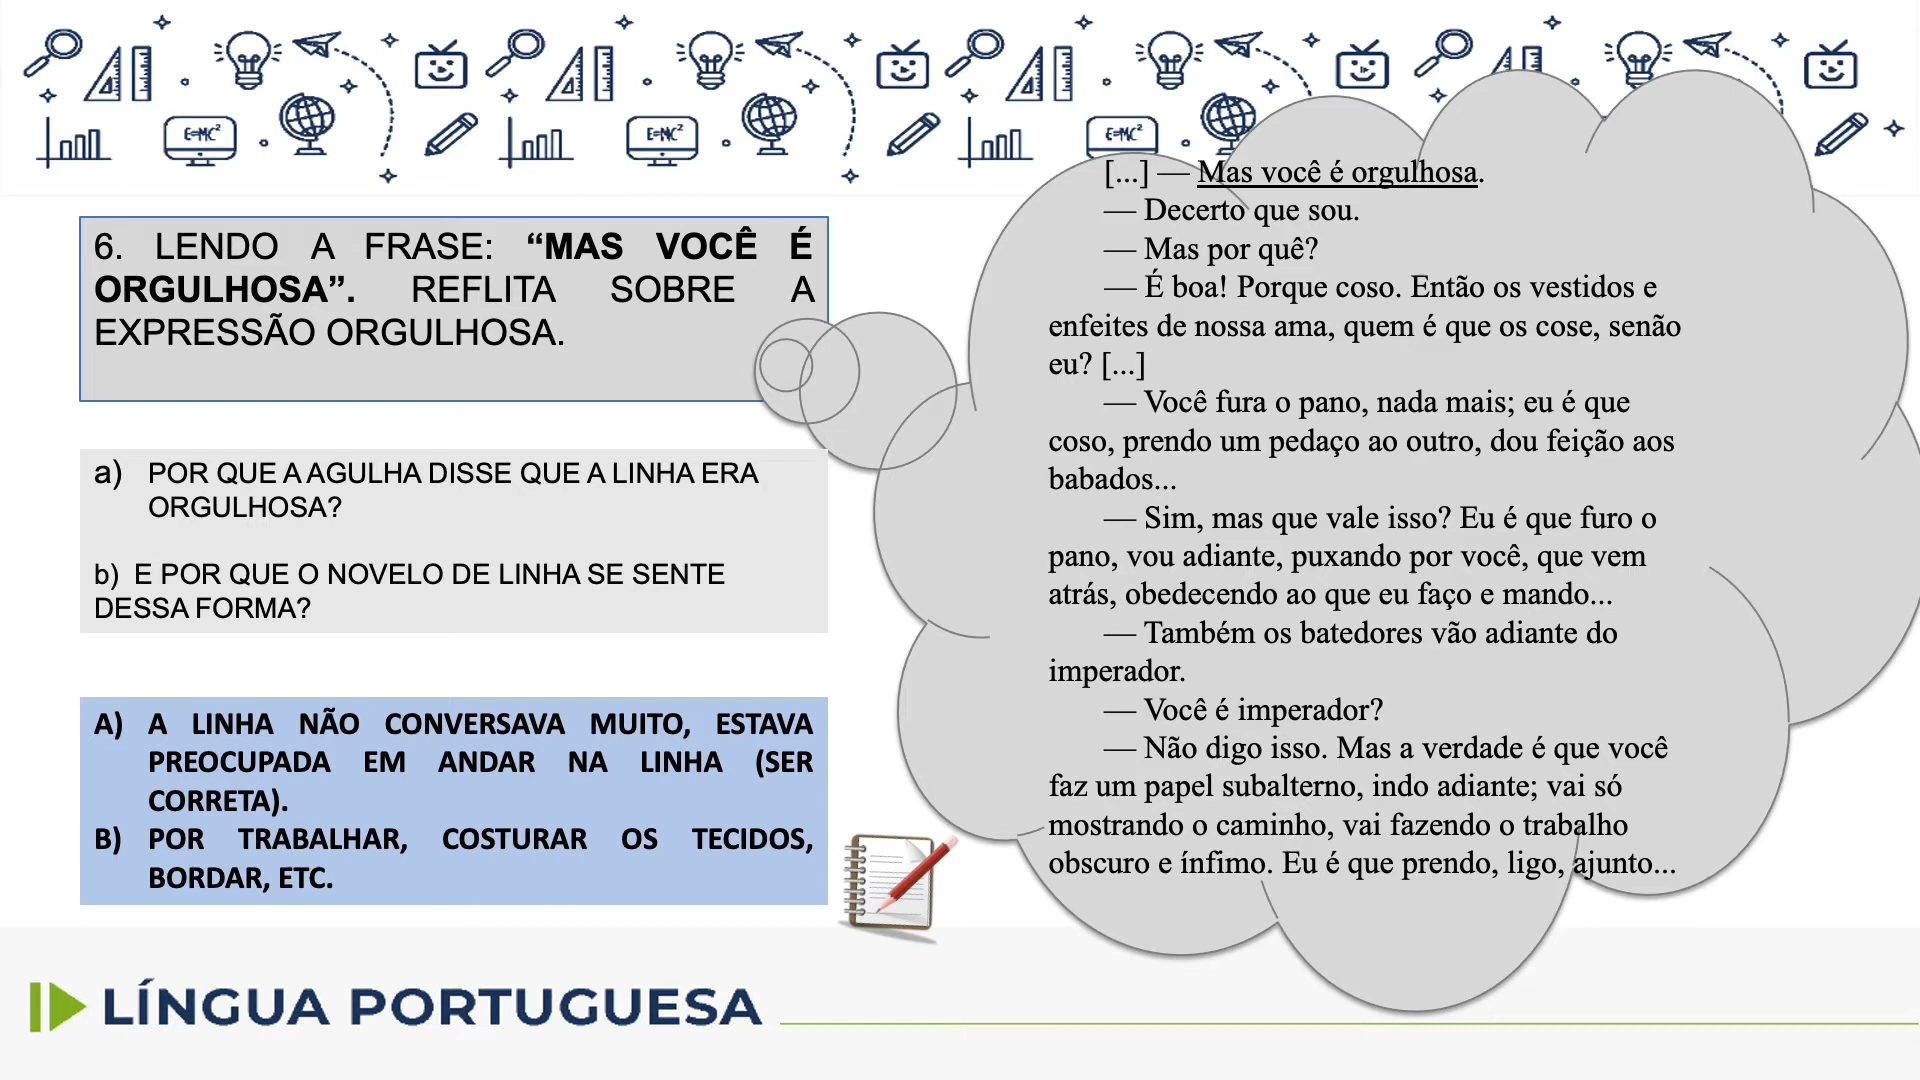 E=MC²
E=MC²
E=MC²
6. LENDO A FRASE: “MAS VOCÊ É
ORGULHOSA”. REFLITA SOBRE A
EXPRESSÃO ORGULHOSA.
a) POR QUE A AGULHA DISSE QUE A LINHA ERA
ORGULHOSA?
b) E POR QUE O NOVELO DE LINHA SE SENTE
DESSA FORMA?
A) A LINHA NÃO CONVERSAVA MUITO, ESTAVA
PREOCUPADA EM ANDAR NA LINHA (SER
CORRETA).
B) POR TRABALHAR, COSTURAR OS TECIDOS,
BORDAR, ETC.
[...] — Mas você é orgulhosa.
— Decerto que sou.
— Mas por quê?
— É boa! Porque coso. Então os vestidos e
enfeites de nossa ama, quem é que os cose, senão
eu? [...]
— Você fura o pano, nada mais; eu é que
coso, prendo um pedaço ao outro, dou feição aos
babados...
— Sim, mas que vale isso? Eu é que furo o
pano, vou adiante, puxando por você, que vem
atrás, obedecendo ao que eu faço e mando...
— Também os batedores vão adiante do
imperador.
— Você é imperador?
— Não digo isso. Mas a verdade é que você
faz um papel subalterno, indo adiante; vai só
mostrando o caminho, vai fazendo o trabalho
obscuro e ínfimo. Eu é que prendo, ligo, ajunto...
LÍNGUA PORTUGUESA